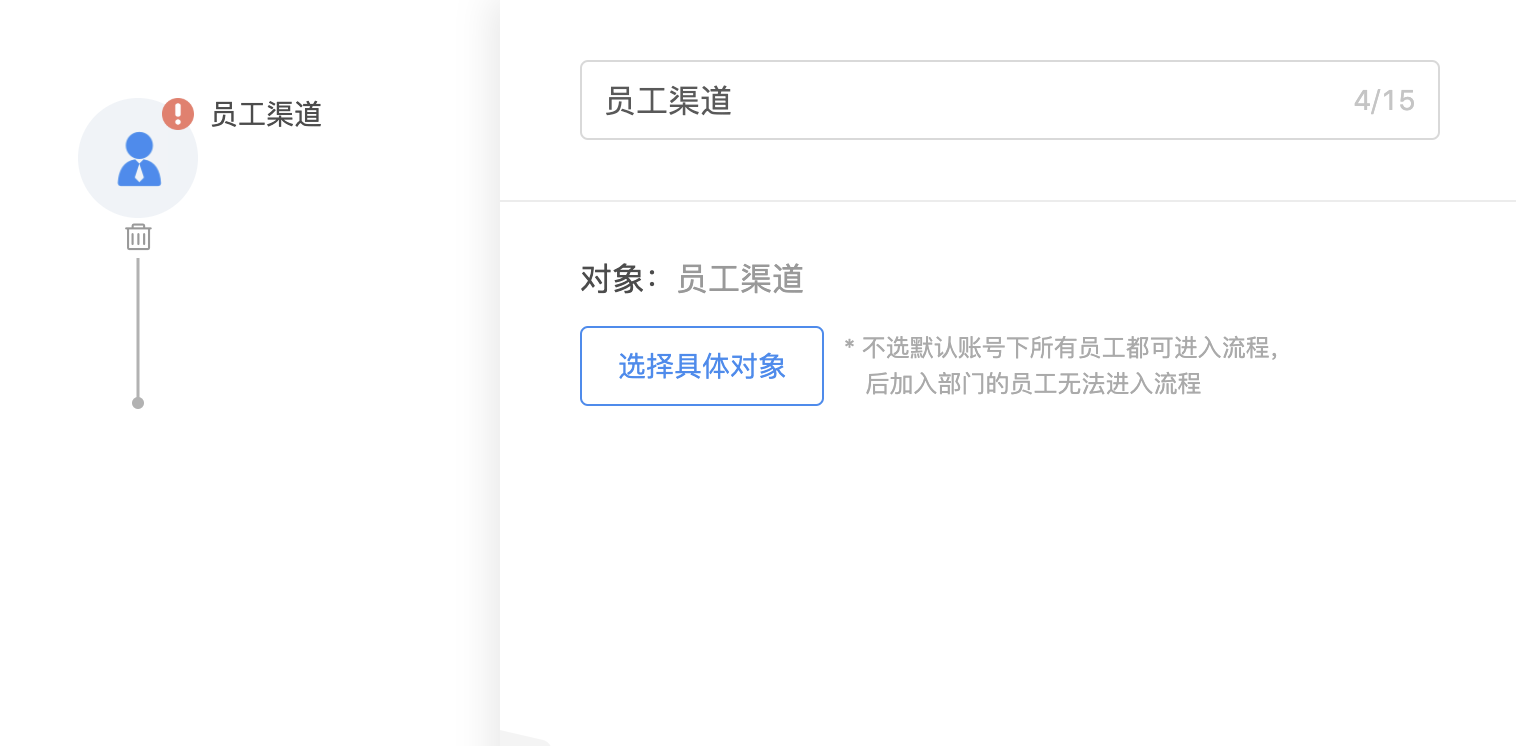 员工渠道
员工渠道 4/15
对象：员工渠道
选择具体对象
* 不选默认账号下所有员工都可进入流程，
后加入部门的员工无法进入流程